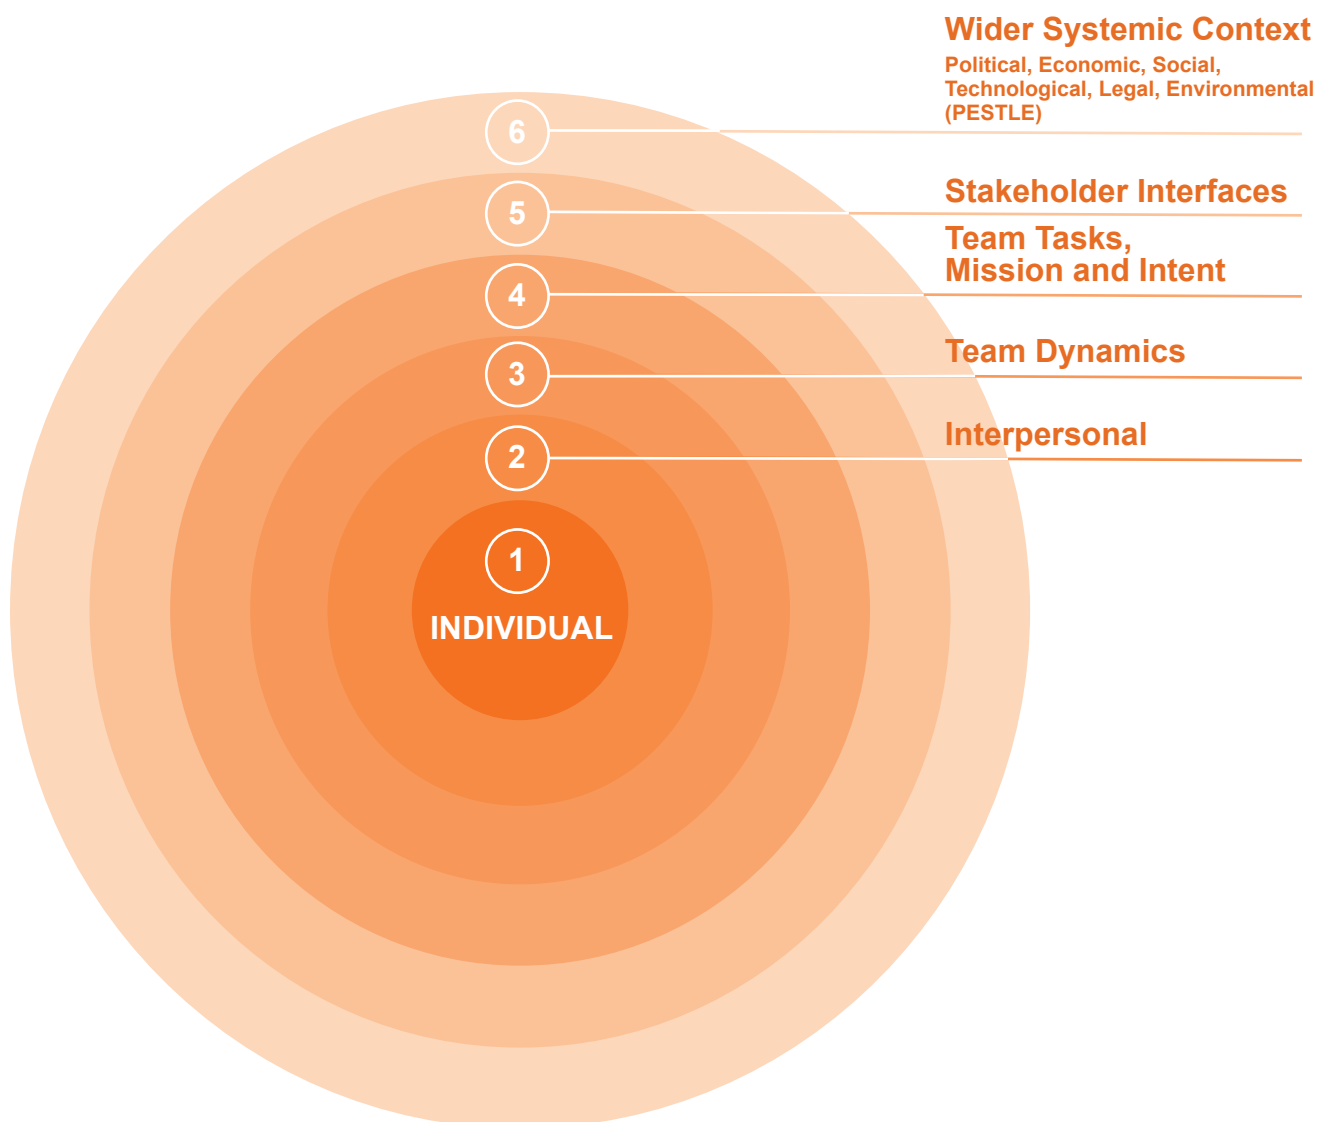 Wider Systemic Context
Political, Economic, Social,
Technological, Legal, Environmental
(PESTLE)
6
Stakeholder Interfaces
5
Team Tasks,
Mission and Intent
4
Team Dynamics
3
Interpersonal
2
1
INDIVIDUAL